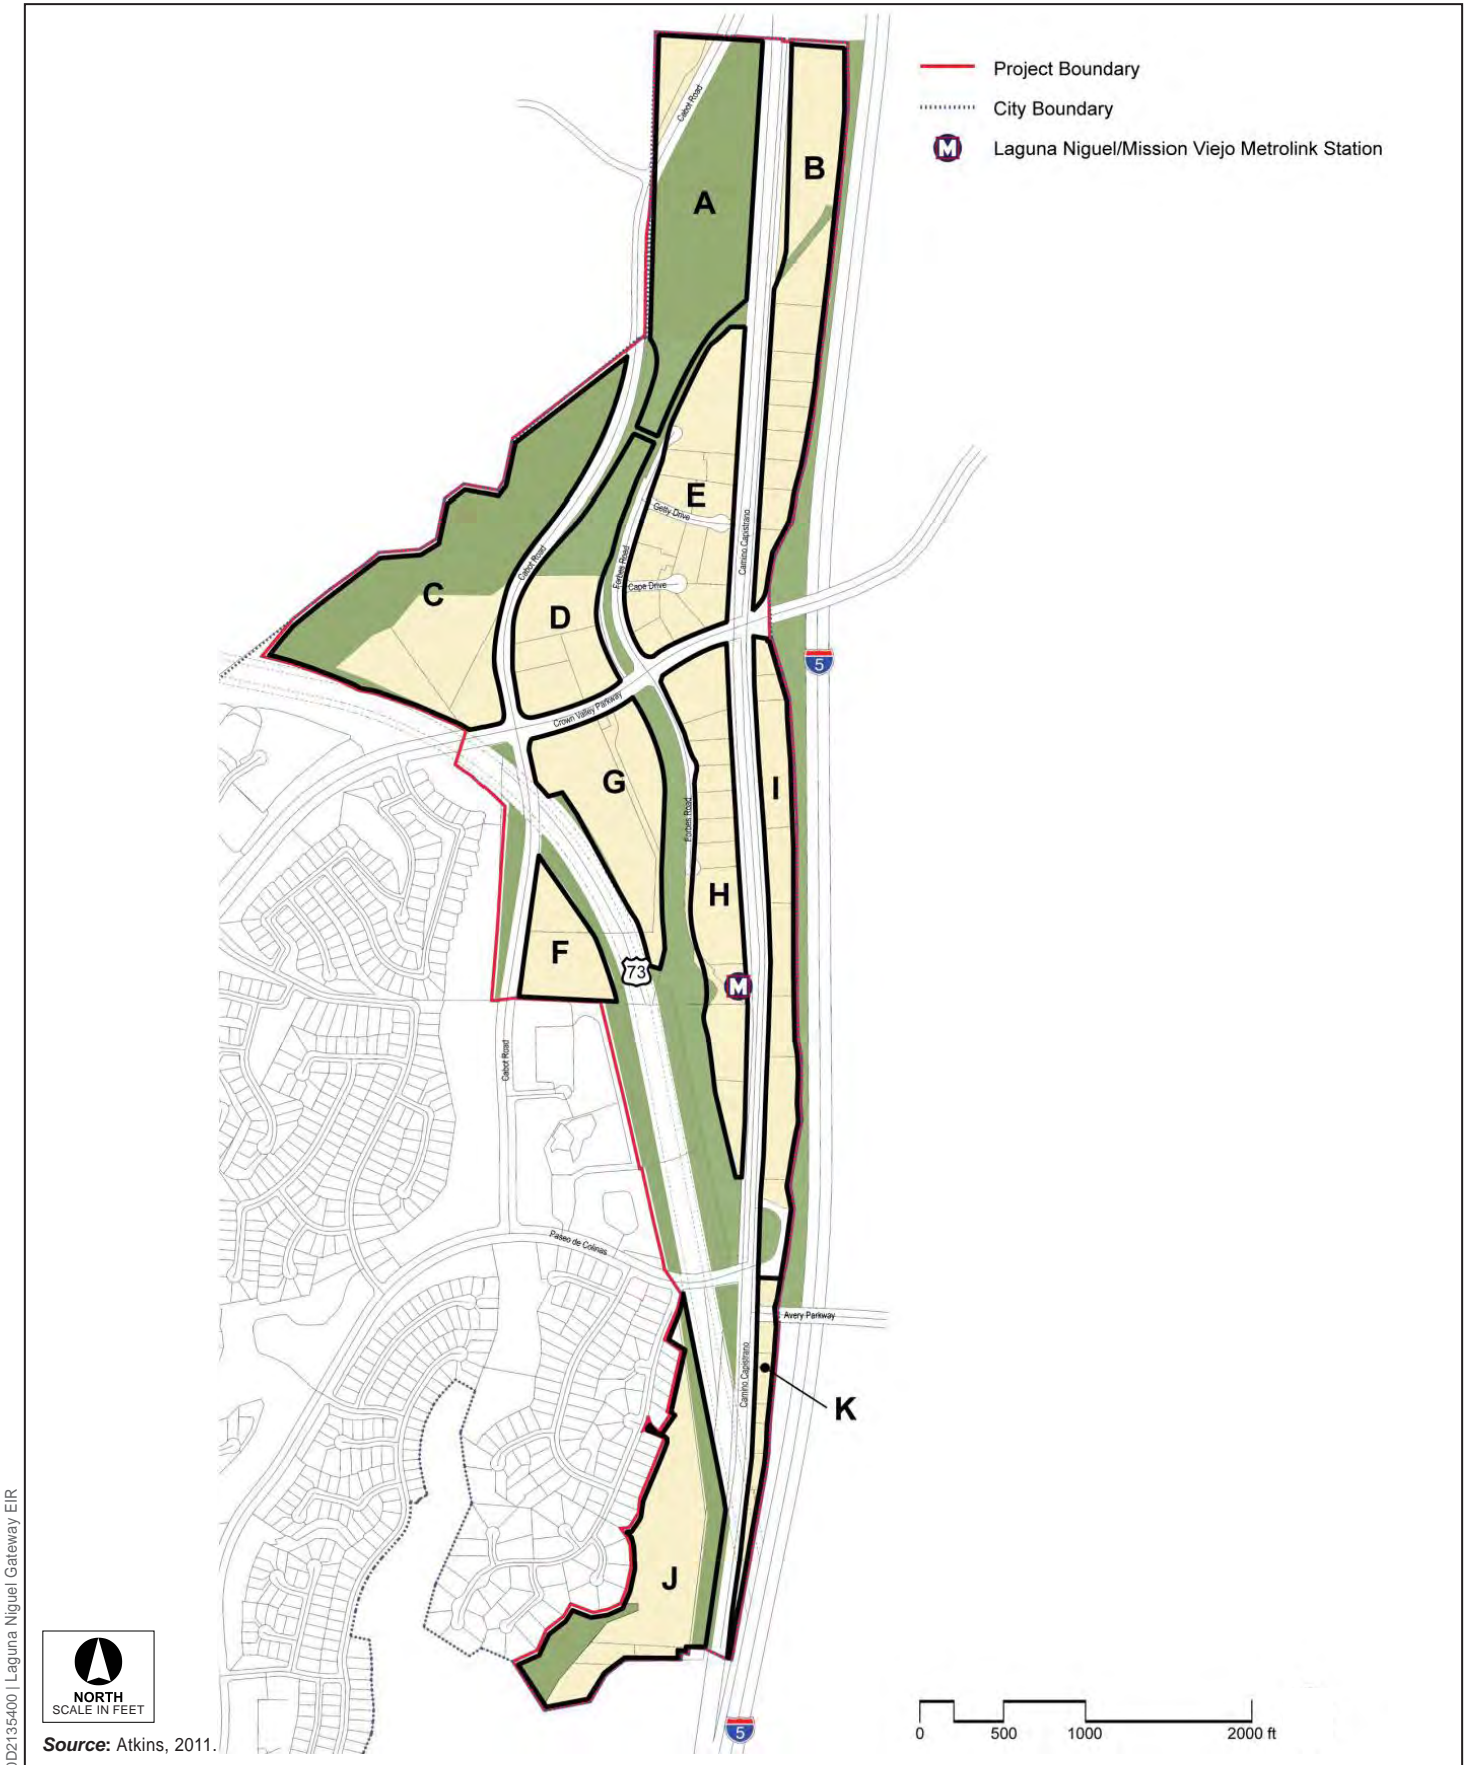 Project Boundary
City Boundary
M
Laguna Niguel/Mission Viejo Metrolink Station
Cabot Road
A
B
C
D
E
Getty Drive
Cape Drive
Forbes Road
Cabot Road
Camino Capistrano
5
Crown Valley Parkway
G
I
Forbes Road
H
F
73
M
Cabot Road
Paseo de Colinas
Avery Parkway
Camino Capistrano
K
J
5
NORTH
SCALE IN FEET
0 500 1000 2000 ft
Source: Atkins, 2011.
0D2135400 | Laguna Niguel Gateway EIR